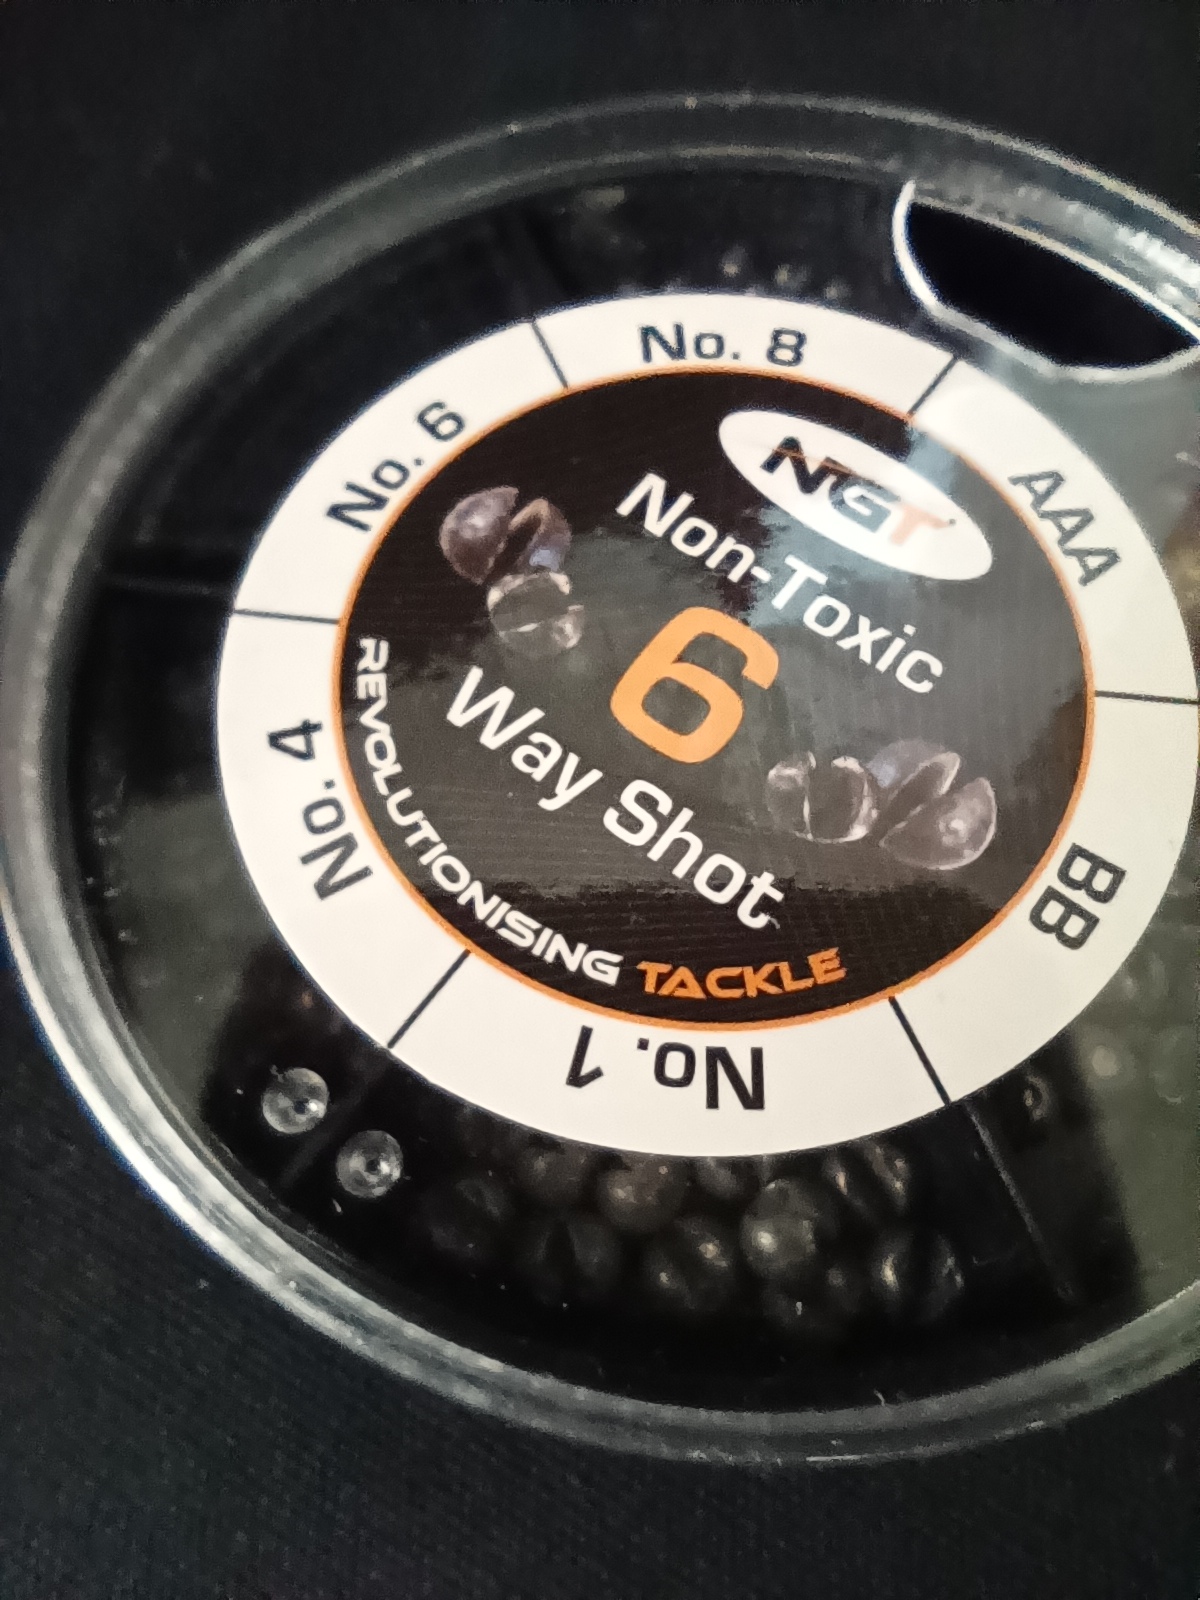 No. 8
AAA
BB
No. 1
No. 4
No. 6
NGT
Non-Toxic
6
Way Shot
REVOLUTIONISING TACKLE